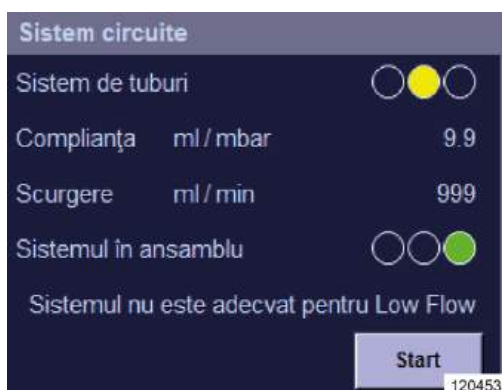 Sistem circuite
Sistem de tuburi
Complianţa ml / mbar 9.9
Scurgere ml / min 999
Sistemul în ansamblu
Sistemul nu este adecvat pentru Low Flow
Start
120453